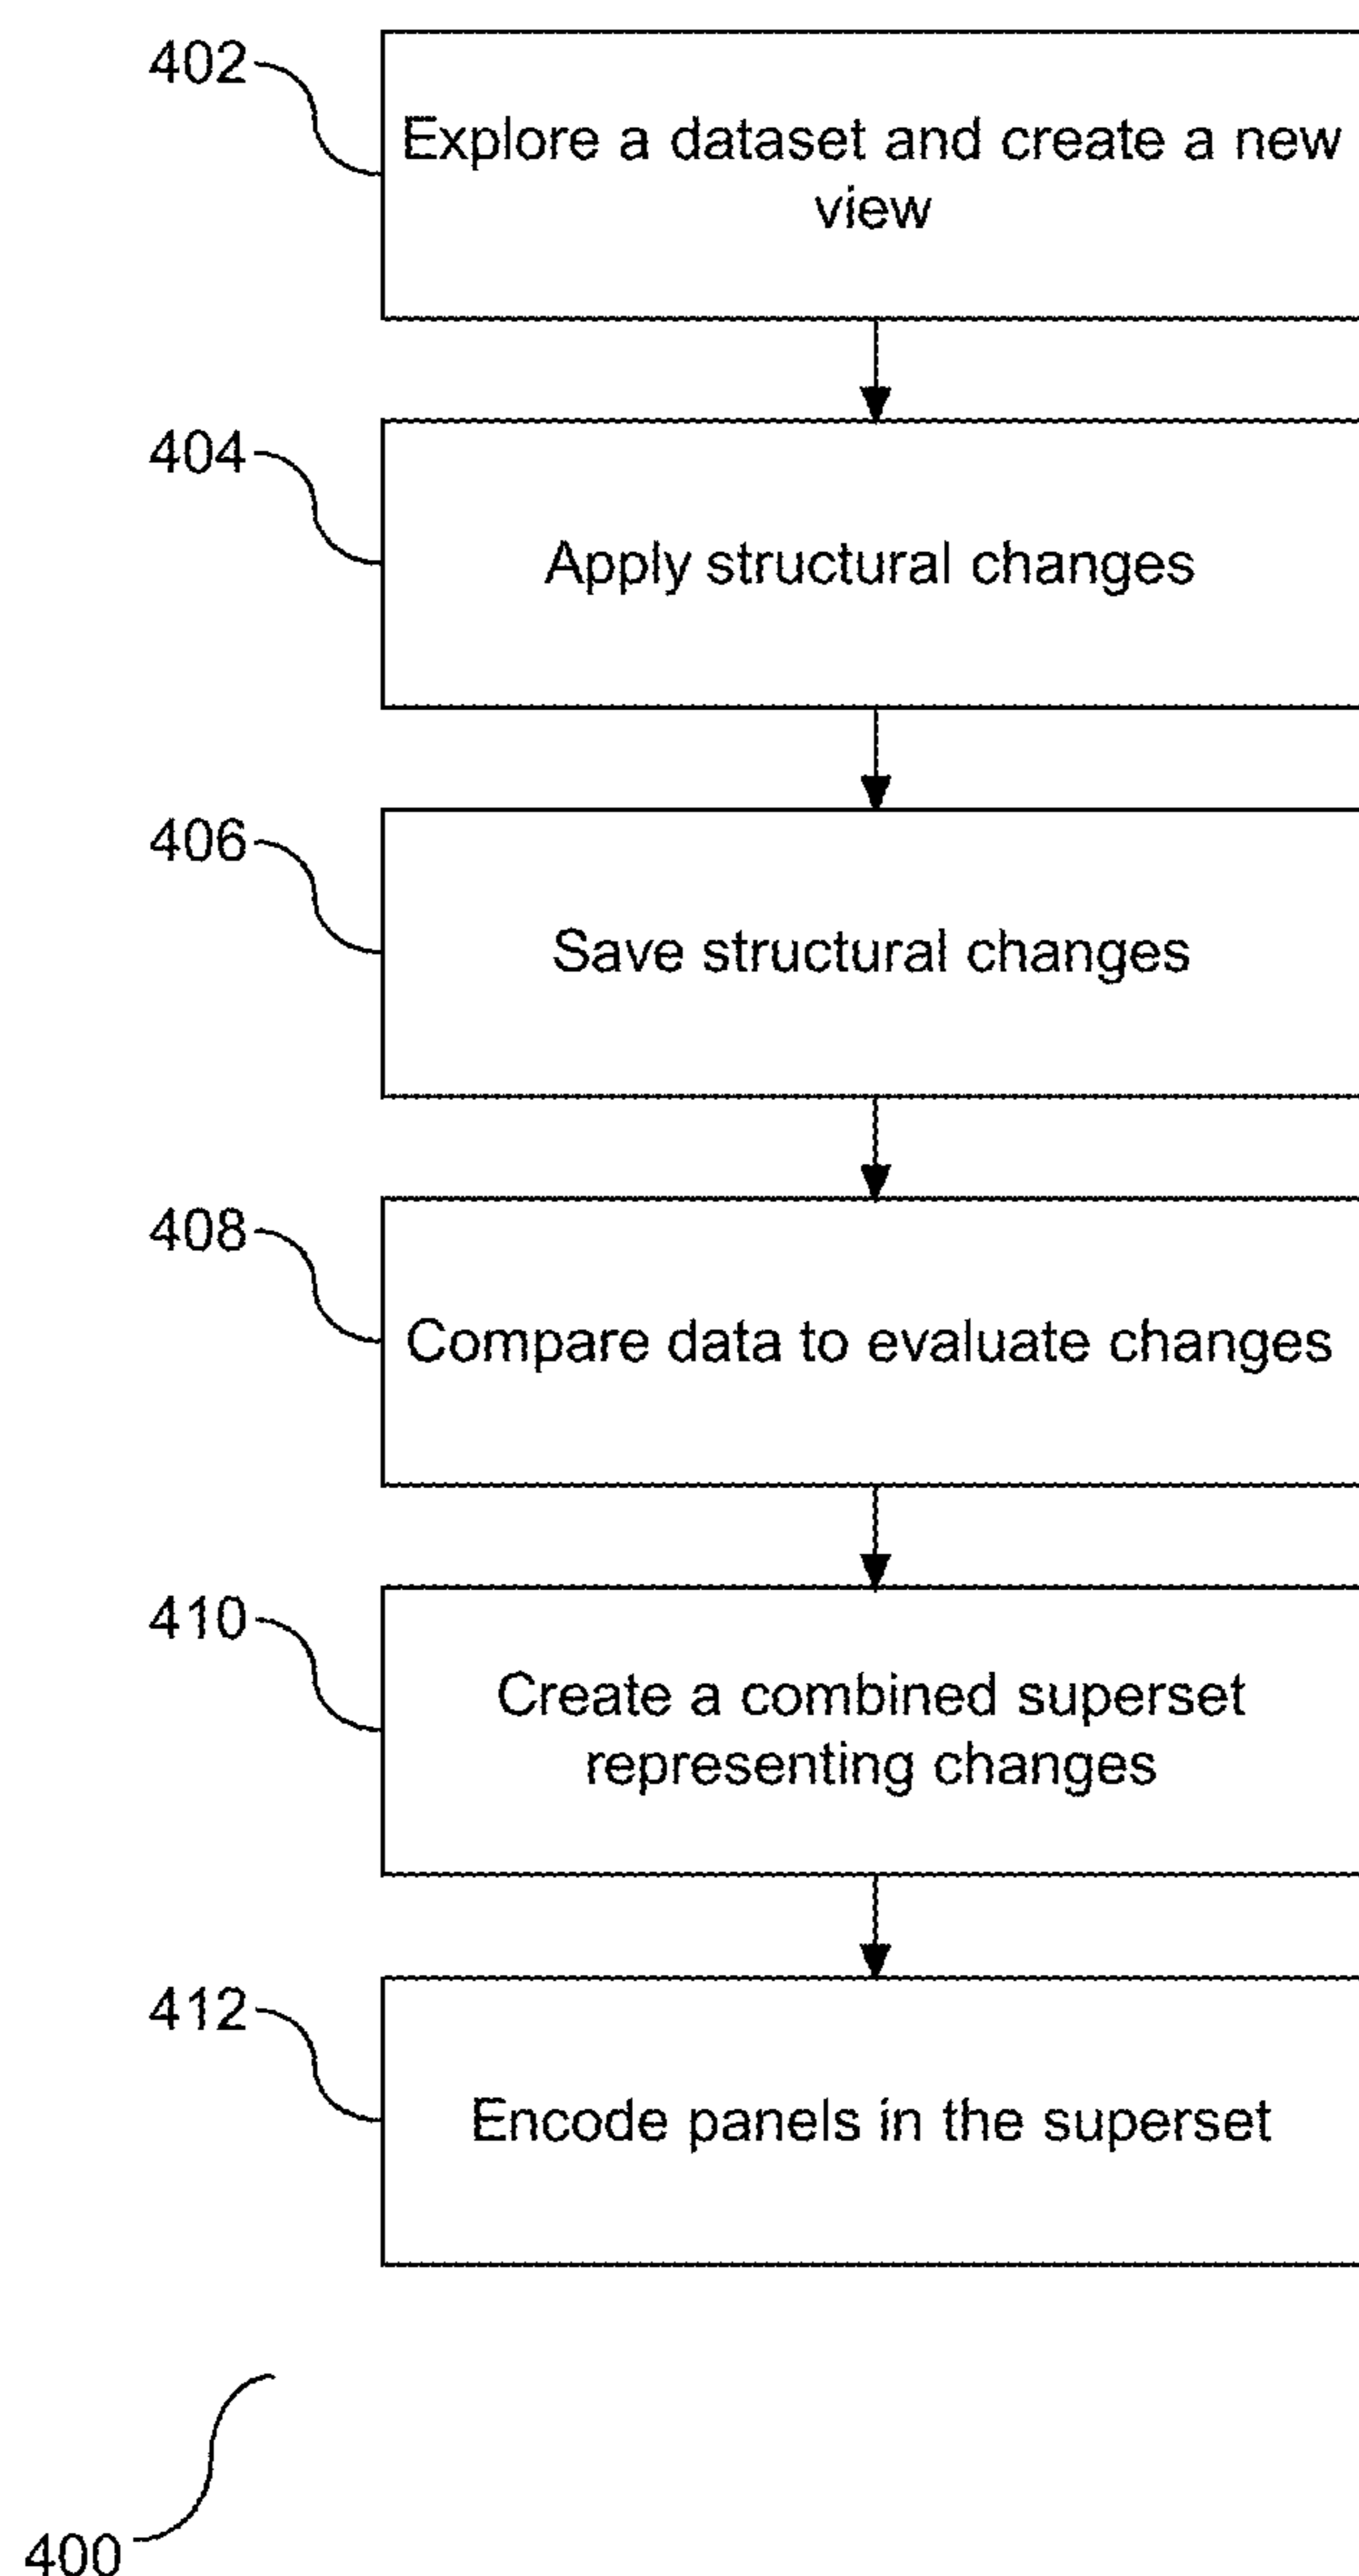 402
Explore a dataset and create a new
view
404
Apply structural changes
406
Save structural changes
408
Compare data to evaluate changes
410
Create a combined superset
representing changes
412
Encode panels in the superset
400